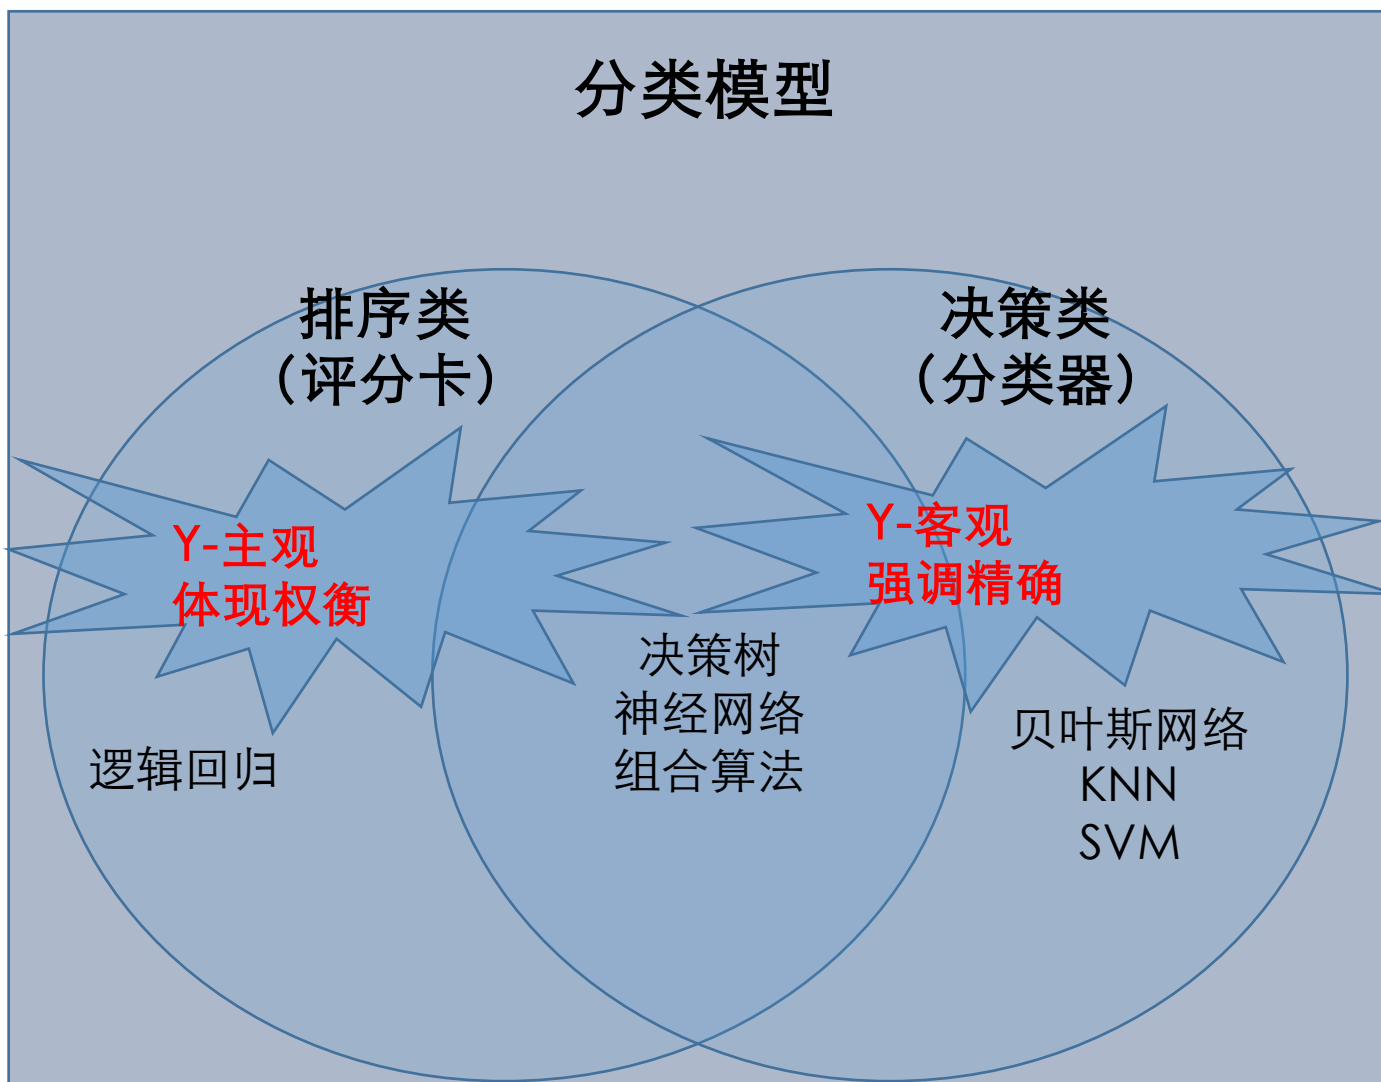 分类模型
排序类
（评分卡）
Y-主观
体现权衡
逻辑回归
决策树
神经网络
组合算法
决策类
（分类器）
Y-客观
强调精确
贝叶斯网络
KNN
SVM